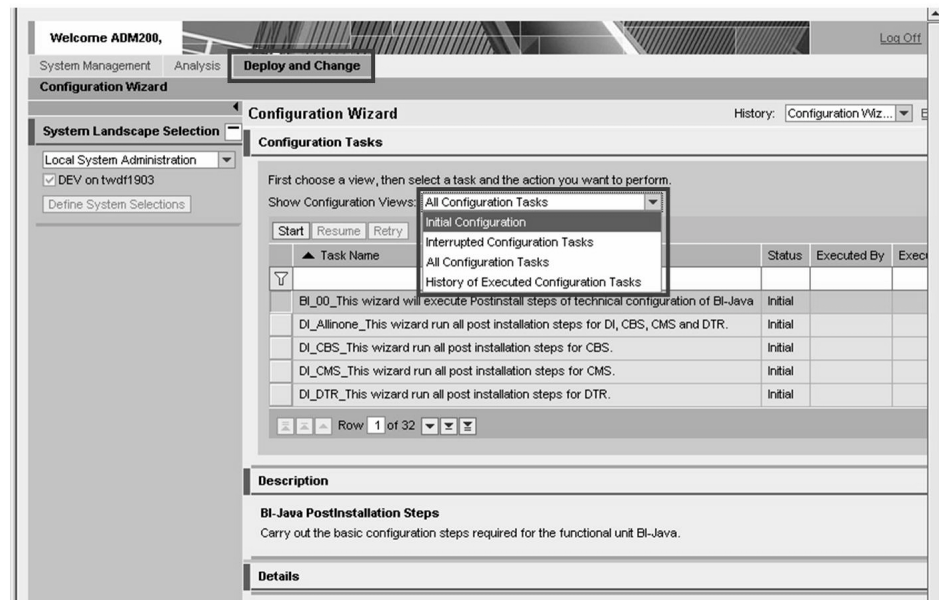 Welcome ADM200,
Log Off
System Management Analysis Deploy and Change
Configuration Wizard
Configuration Wizard
History: Configuration Wiz...
System Landscape Selection
Configuration Tasks
Local System Administration
DEV on twdf1903
Define System Selections
First choose a view, then select a task and the action you want to perform.
Show Configuration Views: All Configuration Tasks
Initial Configuration
Interrupted Configuration Tasks
All Configuration Tasks
History of Executed Configuration Tasks
Start Resume Retry
Task Name Status Executed By Exec
BI_00_This wizard will execute Postinstall steps of technical configuration of BI-Java Initial
DI_Allinone_This wizard run all post installation steps for DI, CBS, CMS and DTR. Initial
DI_CBS_This wizard run all post installation steps for CBS. Initial
DI_CMS_This wizard run all post installation steps for CMS. Initial
DI_DTR_This wizard run all post installation steps for DTR. Initial
Row 1 of 32
Description
BI-Java PostInstallation Steps
Carry out the basic configuration steps required for the functional unit BI-Java.
Details